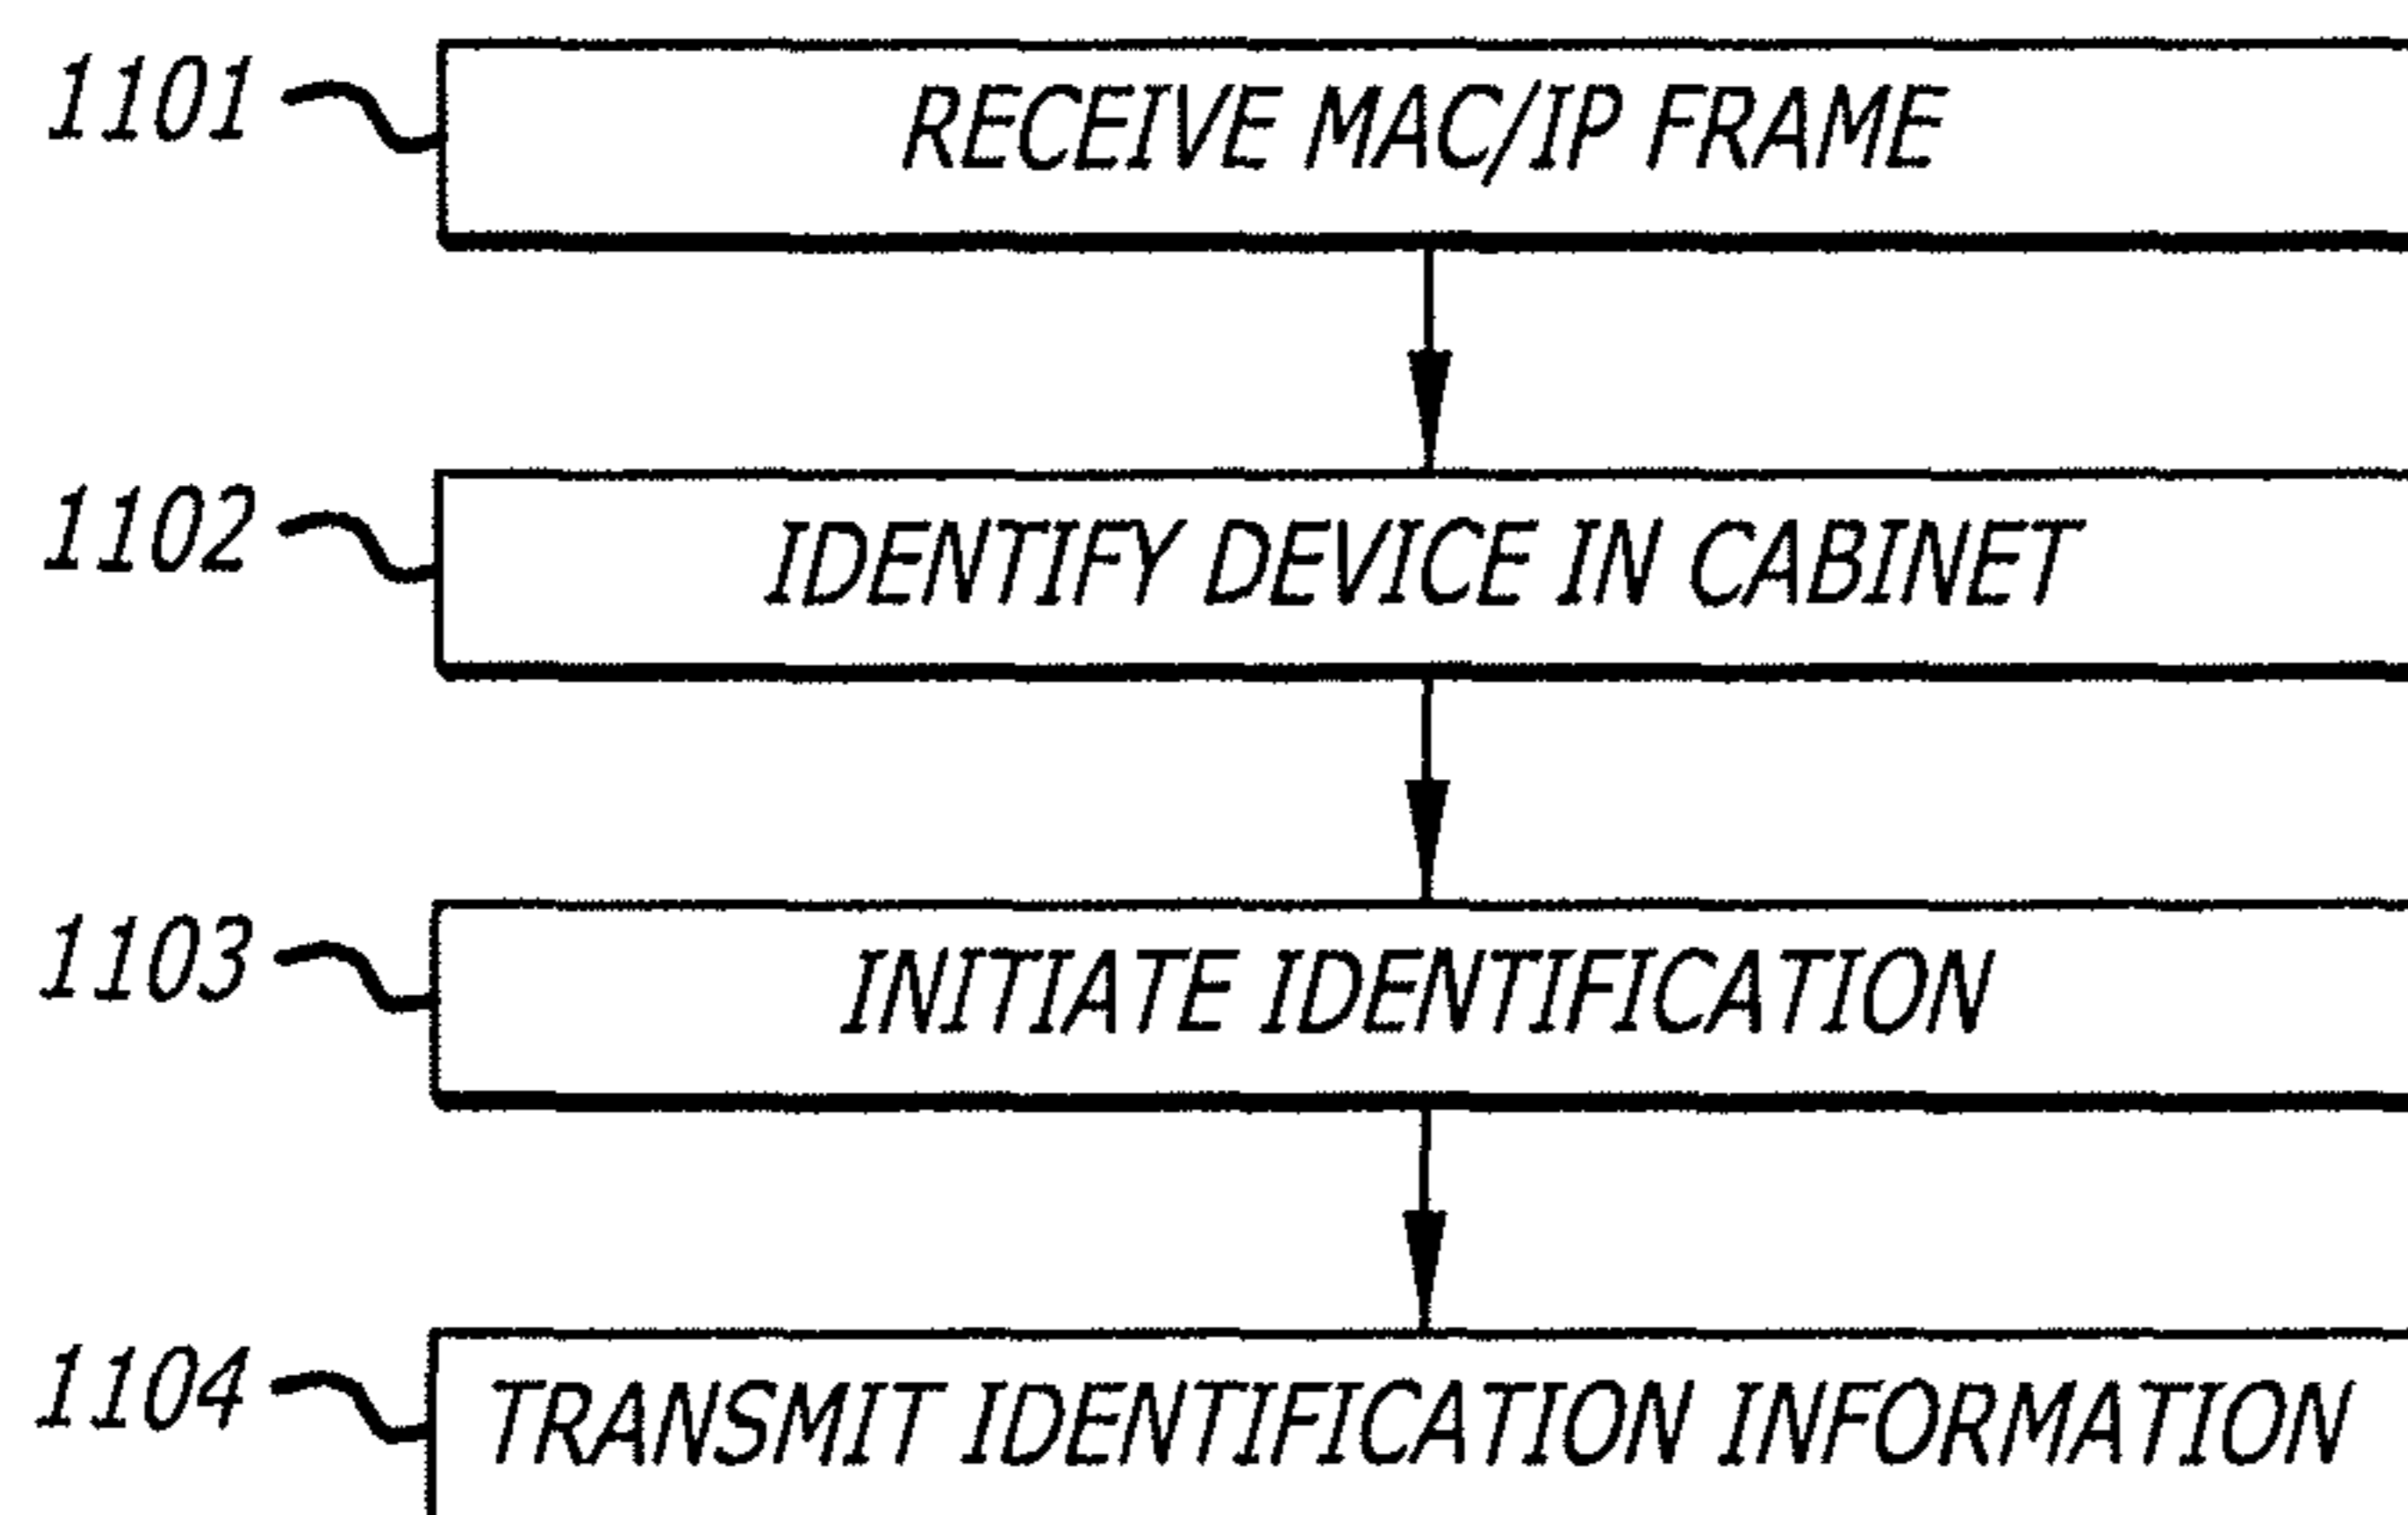 1101 RECEIVE MAC/IP FRAME
1102 IDENTIFY DEVICE IN CABINET
1103 INITIATE IDENTIFICATION
1104 TRANSMIT IDENTIFICATION INFORMATION